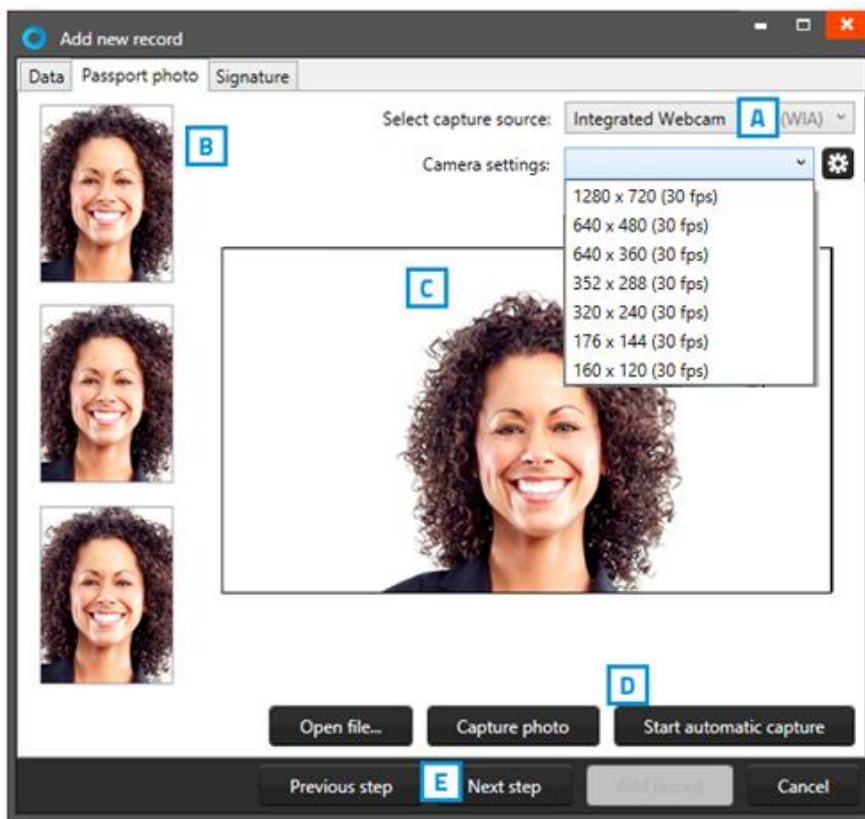 Add new record
Data Passport photo Signature
B
Select capture source: Integrated Webcam A (WIA)
Camera settings:
1280 x 720 (30 fps)
640 x 480 (30 fps)
640 x 360 (30 fps)
352 x 288 (30 fps)
320 x 240 (30 fps)
176 x 144 (30 fps)
160 x 120 (30 fps)
C
D
Open file... Capture photo Start automatic capture
Previous step E Next step Add record Cancel